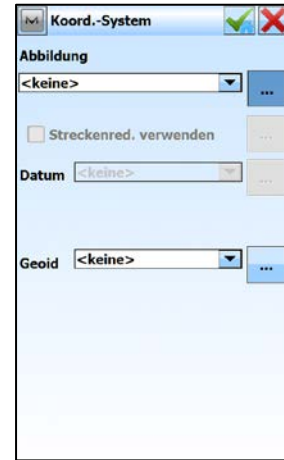 Koord.-System
Abbildung
<keine>
...
Streckenred. verwenden
...
Datum <keine>
...
Geoid <keine>
...